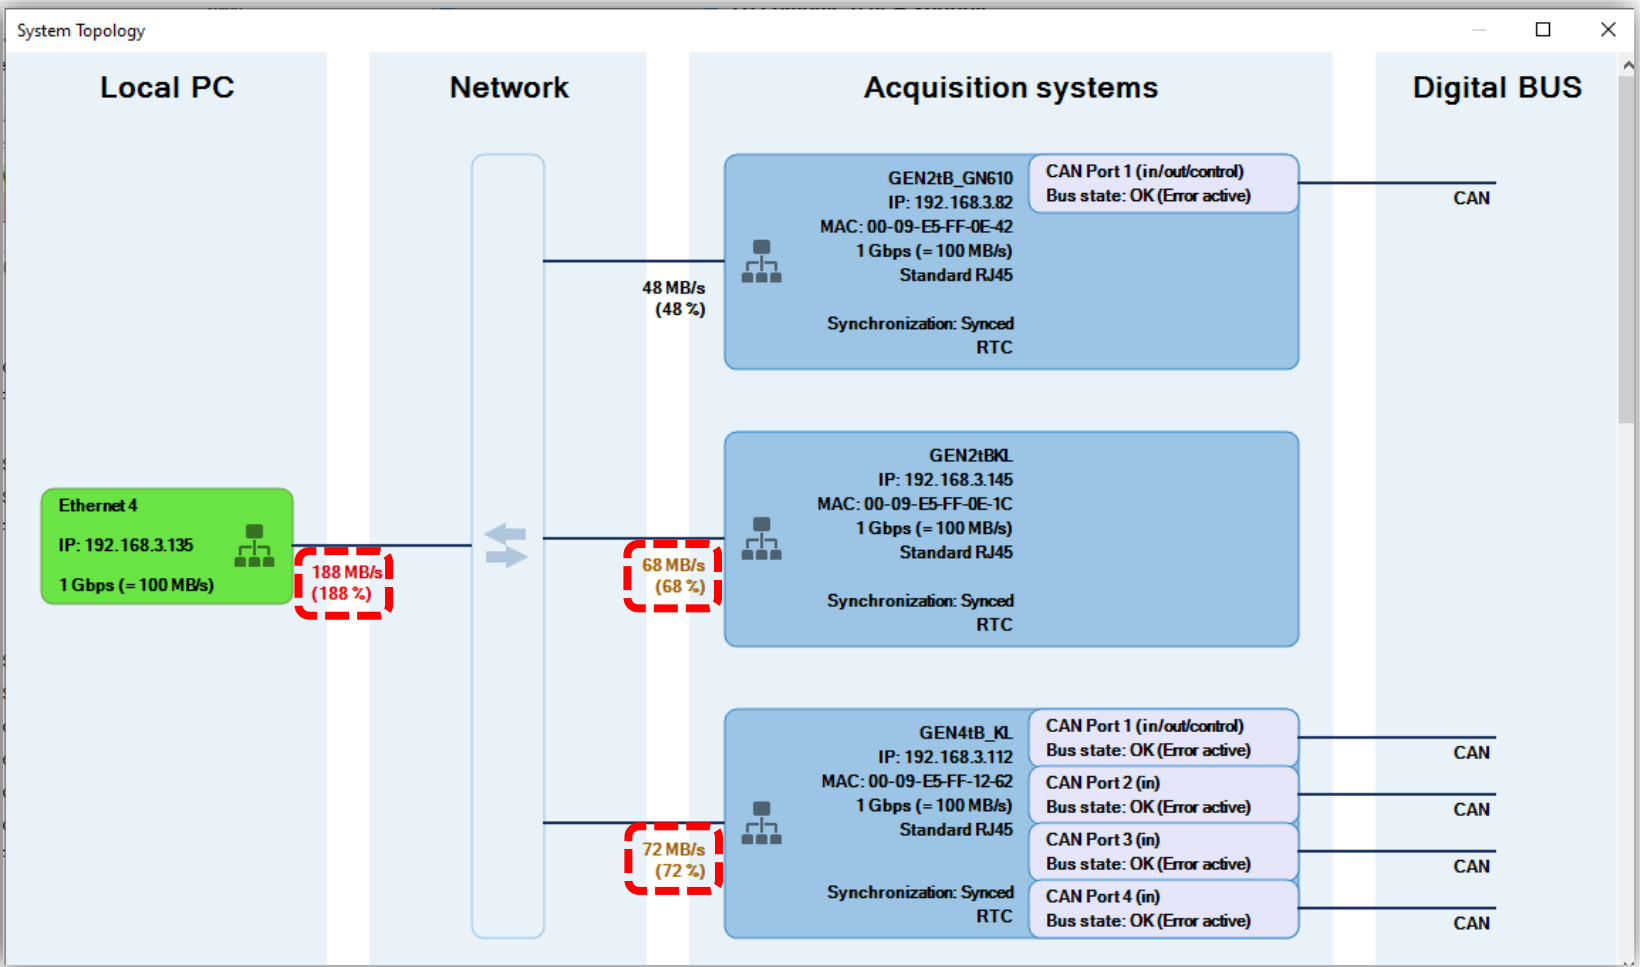 System Topology
Local PC
Network
Acquisition systems
Digital BUS
GEN2tB_GN610
IP: 192.168.3.82
MAC: 00-09-E5-FF-0E-42
1 Gbps (= 100 MB/s)
Standard RJ45
Synchronization: Synced
RTC
CAN Port 1 (in/out/control)
Bus state: OK (Error active)
CAN
48 MB/s
(48 %)
GEN2tBKL
IP: 192.168.3.145
MAC: 00-09-E5-FF-0E-1C
1 Gbps (= 100 MB/s)
Standard RJ45
Synchronization: Synced
RTC
Ethernet 4
IP: 192.168.3.135
1 Gbps (= 100 MB/s)
188 MB/s
(188 %)
68 MB/s
(68 %)
GEN4tB_KL
IP: 192.168.3.112
MAC: 00-09-E5-FF-12-62
1 Gbps (= 100 MB/s)
Standard RJ45
Synchronization: Synced
RTC
72 MB/s
(72 %)
CAN Port 1 (in/out/control)
Bus state: OK (Error active)
CAN
CAN Port 2 (in)
Bus state: OK (Error active)
CAN
CAN Port 3 (in)
Bus state: OK (Error active)
CAN
CAN Port 4 (in)
Bus state: OK (Error active)
CAN